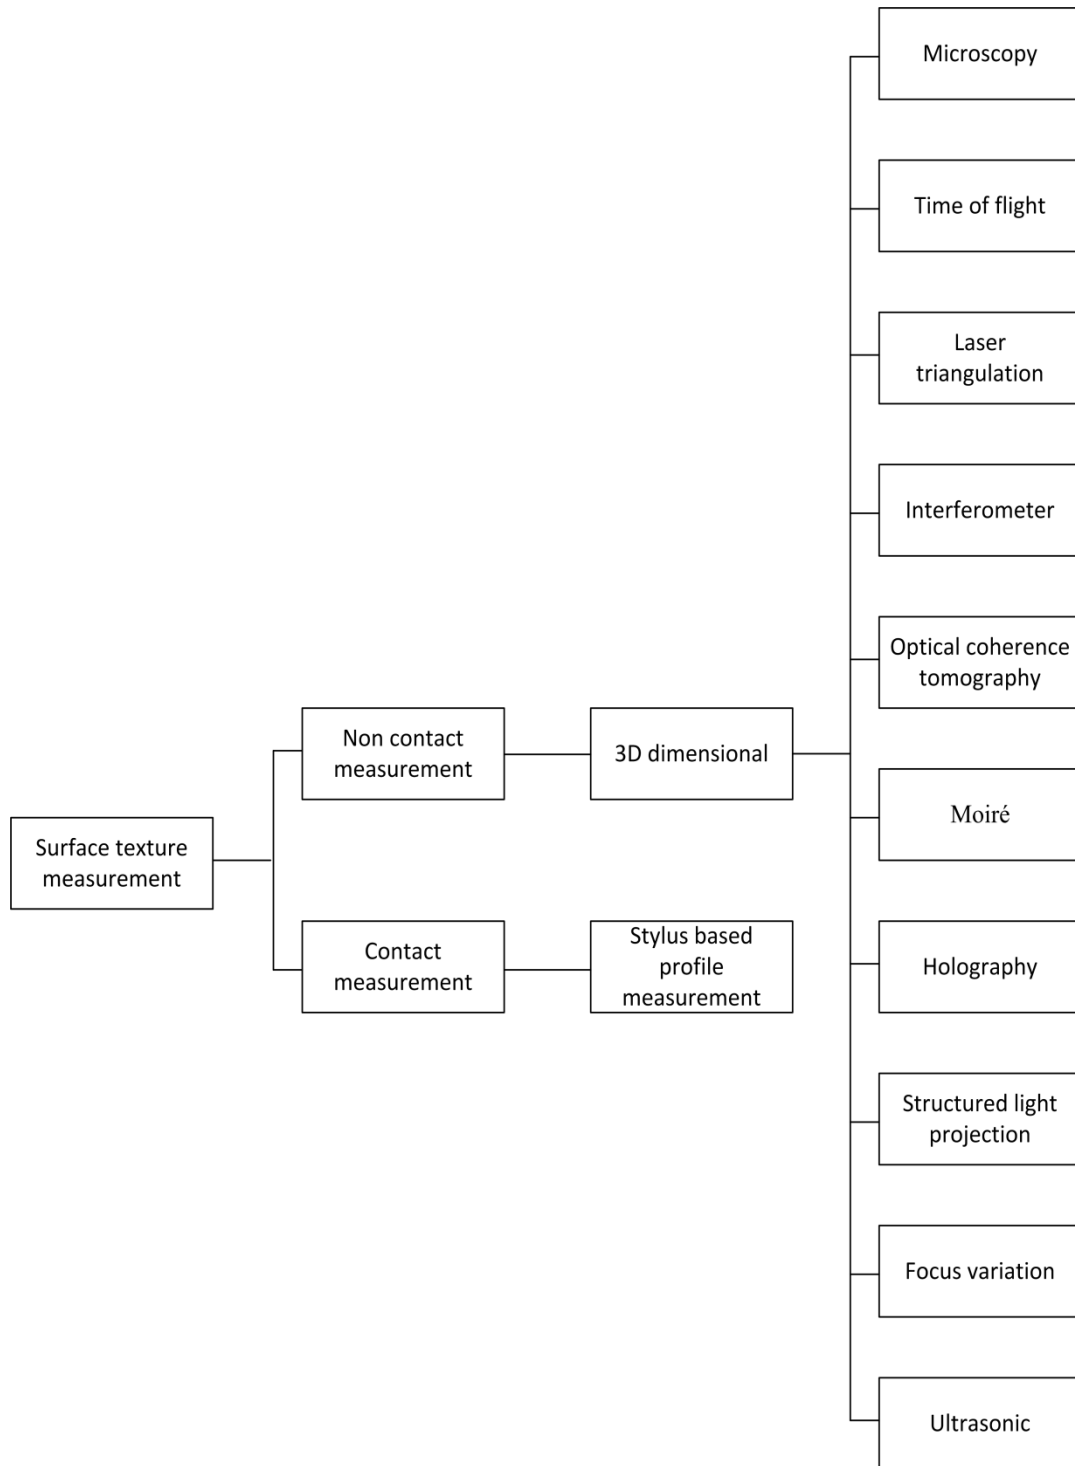 Microscopy
Time of flight
Laser
triangulation
Interferometer
Optical coherence
tomography
Non contact
measurement
3D dimensional
Moiré
Surface texture
measurement
Contact
measurement
Stylus based
profile
measurement
Holography
Structured light
projection
Focus variation
Ultrasonic